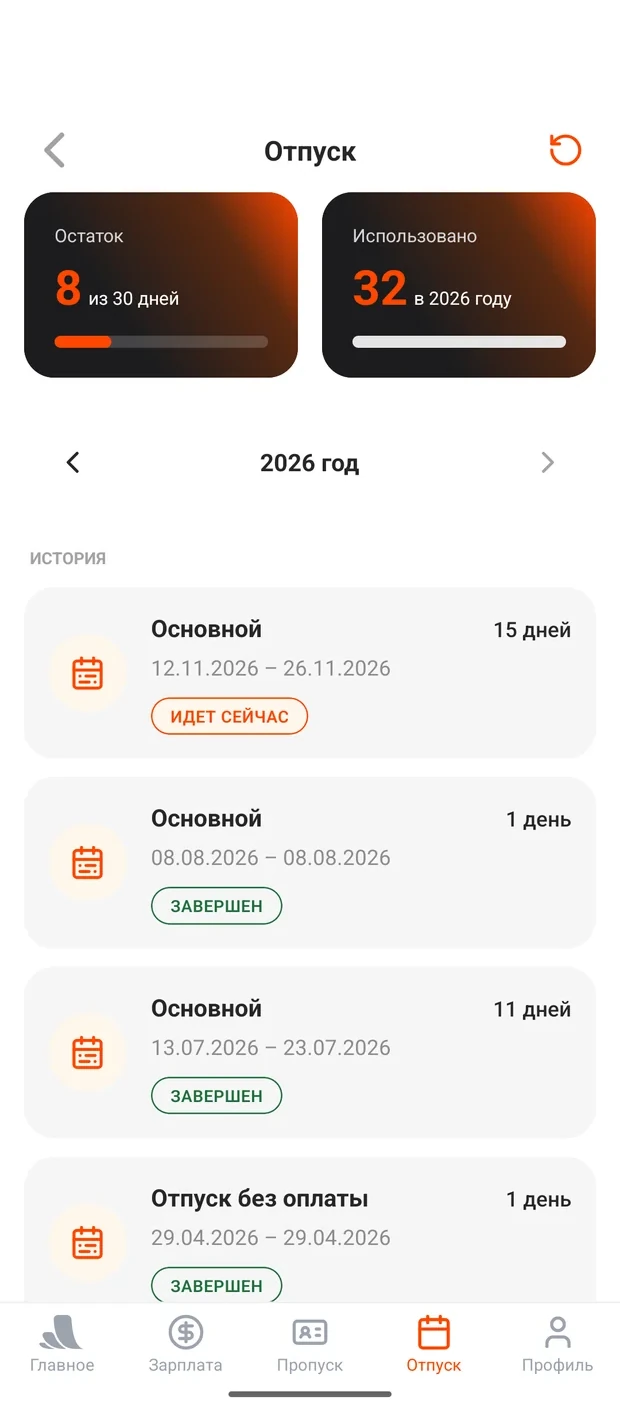 Отпуск
Остаток
8 из 30 дней
Использовано
32 в 2026 году
2026 год
ИСТОРИЯ
Основной
15 дней
12.11.2026 – 26.11.2026
ИДЕТ СЕЙЧАС
Основной
1 день
08.08.2026 – 08.08.2026
ЗАВЕРШЕН
Основной
11 дней
13.07.2026 – 23.07.2026
ЗАВЕРШЕН
Отпуск без оплаты
1 день
29.04.2026 – 29.04.2026
ЗАВЕРШЕН
Главное
Зарплата
Пропуск
Отпуск
Профиль